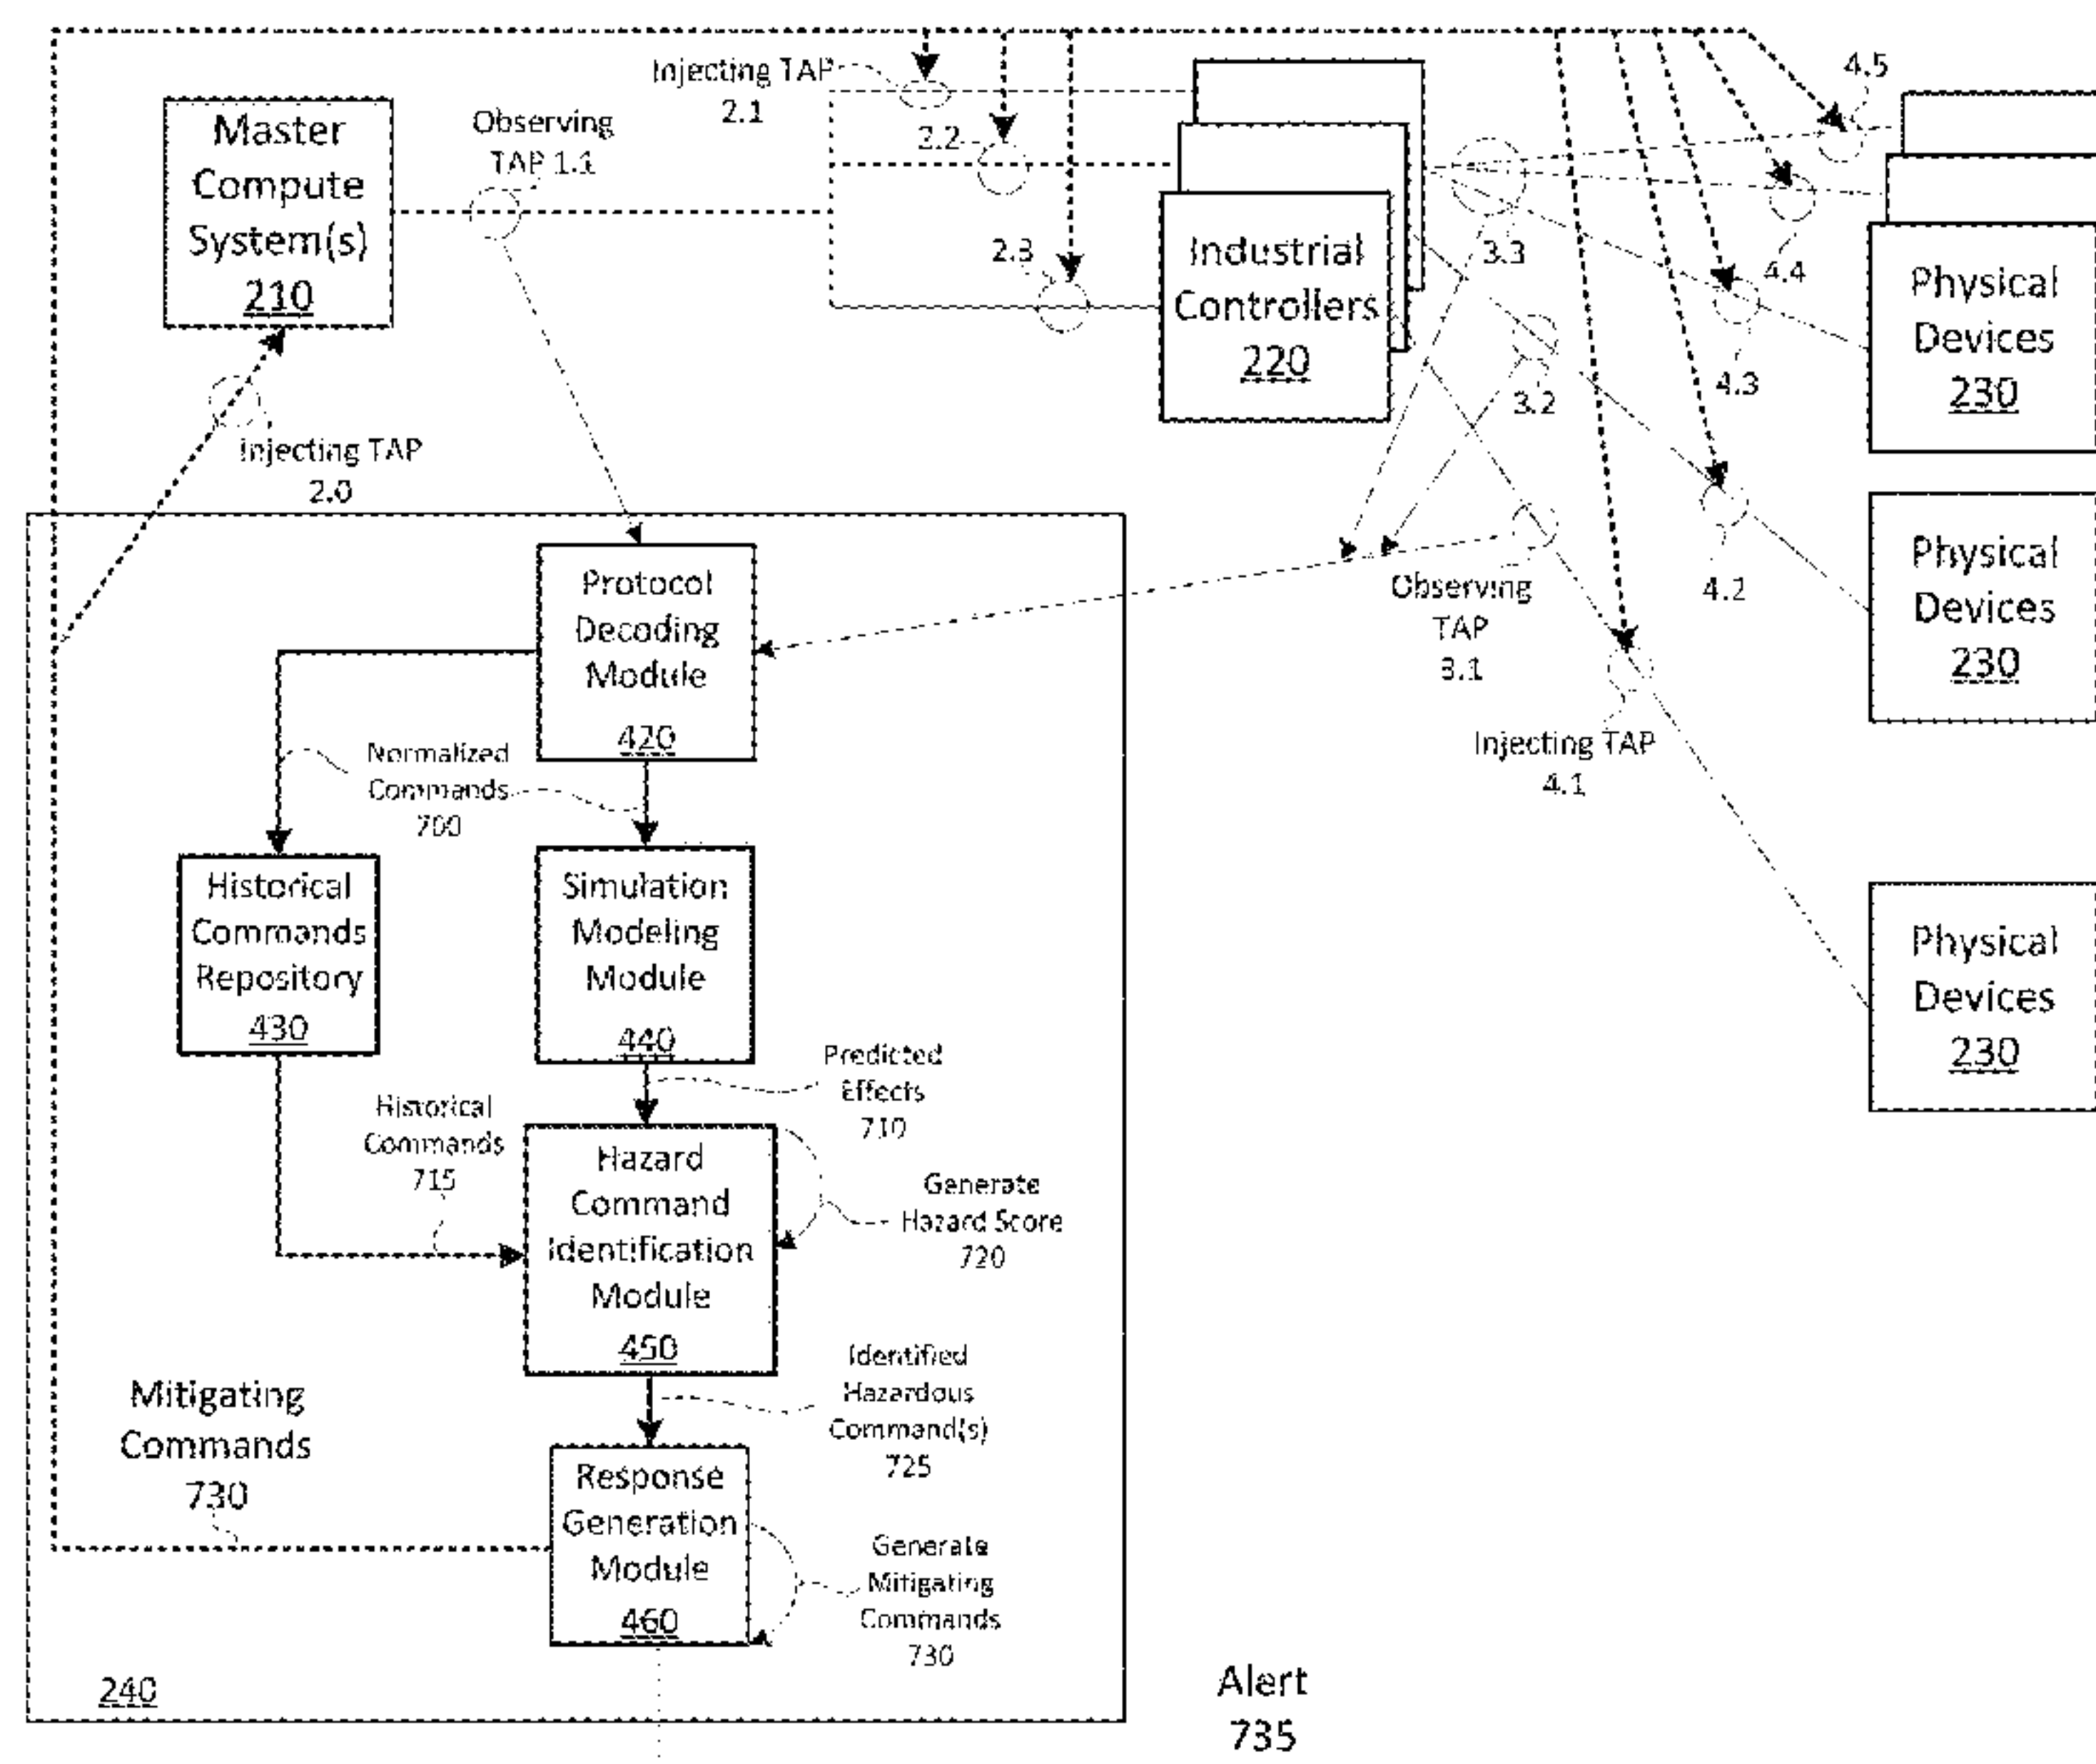 Master
Compute
System(s)
210
Observing
TAP 1.1
Injecting TAP
2.1
2.2
2.3
Industrial
Controllers
220
3.3
3.2
4.5
4.4
4.3
4.2
Physical
Devices
230
Physical
Devices
230
Physical
Devices
230
Injecting TAP
2.0
Observing
TAP
3.1
Injecting TAP
4.1
Protocol
Decoding
Module
420
Normalized
Commands
700
Historical
Commands
Repository
430
Simulation
Modeling
Module
440
Predicted
Effects
710
Historical
Commands
715
Hazard
Command
Identification
Module
450
Generate
Hazard Score
720
Identified
Hazardous
Command(s)
725
Mitigating
Commands
730
Response
Generation
Module
460
Generate
Mitigating
Commands
730
240
Alert
735